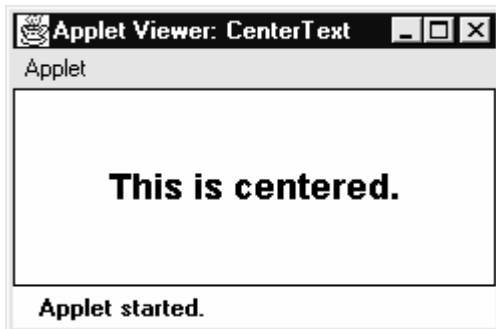 Applet Viewer: CenterText
Applet
This is centered.
Applet started.